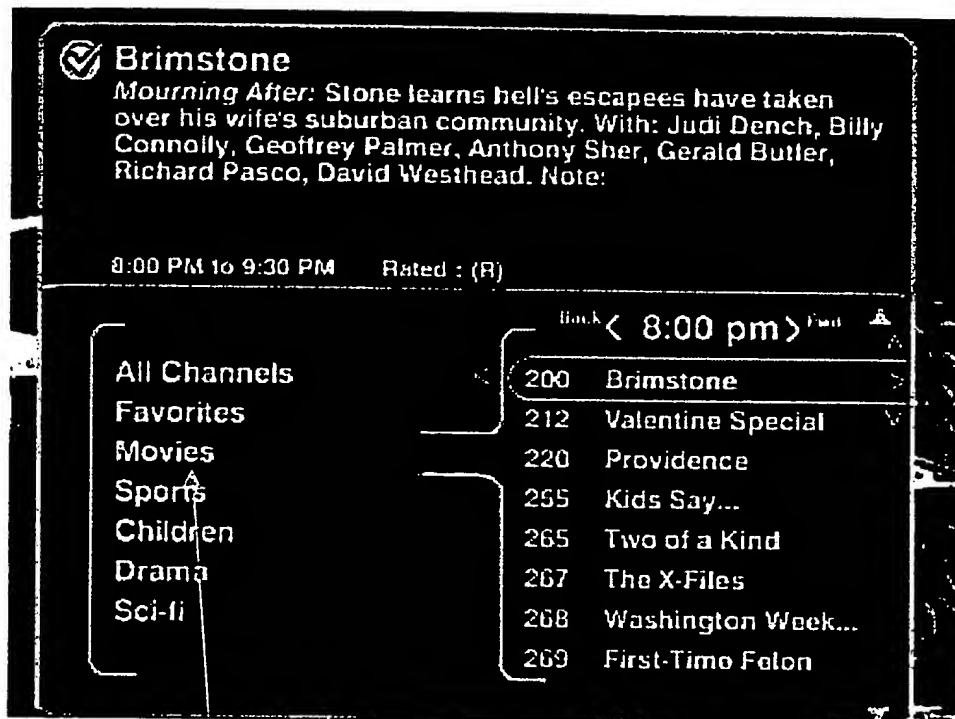 Brimstone
Mourning After: Stone learns hell's escapees have taken
over his wife's suburban community. With: Judi Dench, Billy
Connolly, Geoffrey Palmer, Anthony Sher, Gerald Butler,
Richard Pasco, David Westhead. Note:
8:00 PM to 9:30 PM Rated : (R)
Back < 8:00 pm > Fwd
All Channels
Favorites
Movies
Sports
Children
Drama
Sci-fi
200 Brimstone
212 Valentine Special
220 Providence
255 Kids Say...
265 Two of a Kind
267 The X-Files
268 Washington Week...
269 First-Time Felon